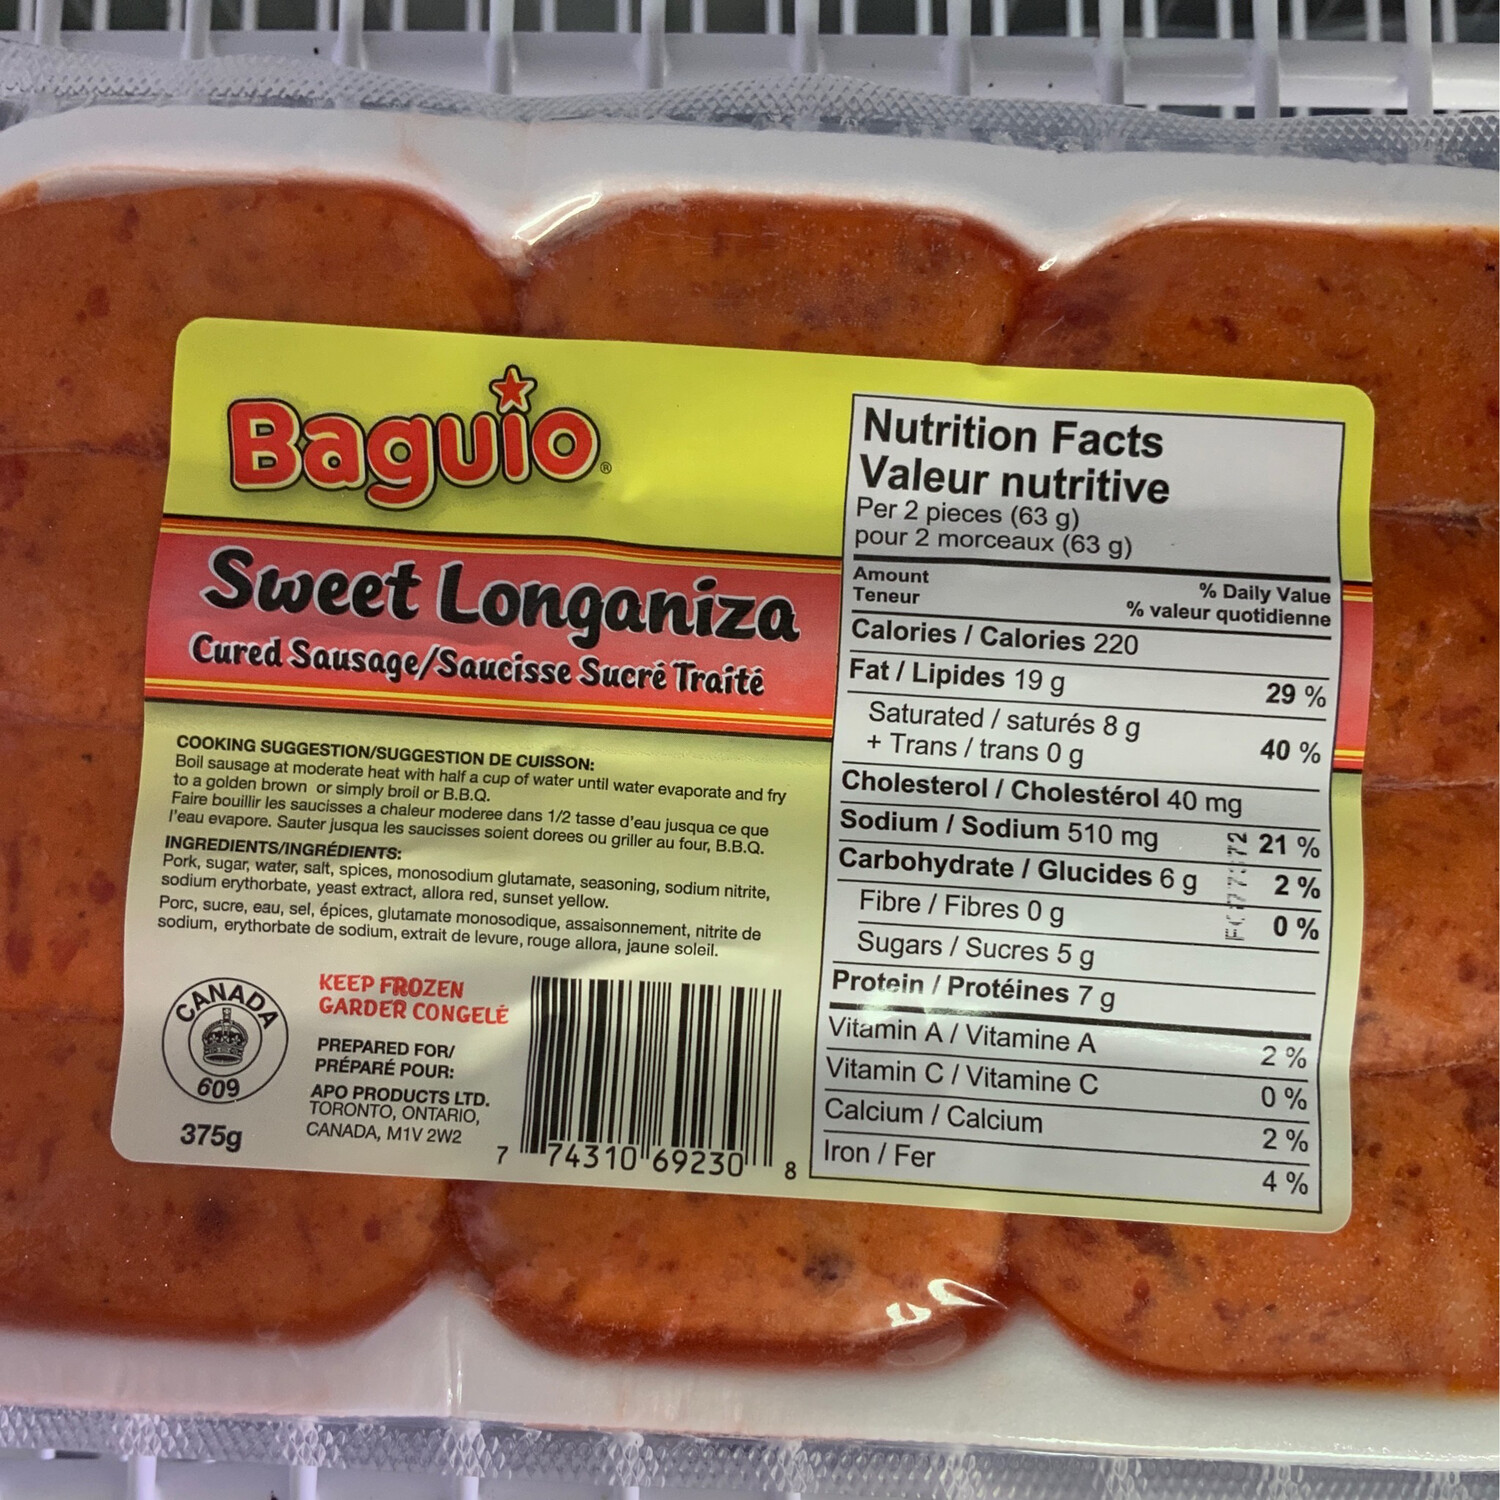 Baguio®
Sweet Longaniza
Cured Sausage/Saucisse Sucré Traité
COOKING SUGGESTION/SUGGESTION DE CUISSON:
Boil sausage at moderate heat with half a cup of water until water evaporate and fry
to a golden brown or simply broil or B.B.Q.
Faire bouillir les saucisses a chaleur moderee dans 1/2 tasse d'eau jusqua ce que
l'eau evapore. Sauter jusqua les saucisses soient dorees ou griller au four, B.B.Q.
INGREDIENTS/INGRÉDIENTS:
Pork, sugar, water, salt, spices, monosodium glutamate, seasoning, sodium nitrite,
sodium erythorbate, yeast extract, allora red, sunset yellow.
Porc, sucre, eau, sel, épices, glutamate monosodique, assaisonnement, nitrite de
sodium, erythorbate de sodium, extrait de levure, rouge allora, jaune soleil.
CANADA
609
375g
KEEP FROZEN
GARDER CONGELÉ
PREPARED FOR/
PRÉPARÉ POUR:
APO PRODUCTS LTD.
TORONTO, ONTARIO,
CANADA, M1V 2W2
7 74310 69230 8
Nutrition Facts
Valeur nutritive
Per 2 pieces (63 g)
pour 2 morceaux (63 g)
Amount % Daily Value
Teneur % valeur quotidienne
Calories / Calories 220
Fat / Lipides 19 g 29 %
Saturated / saturés 8 g
+ Trans / trans 0 g 40 %
Cholesterol / Cholestérol 40 mg
Sodium / Sodium 510 mg 21 %
Carbohydrate / Glucides 6 g 2 %
Fibre / Fibres 0 g 0 %
Sugars / Sucres 5 g
Protein / Protéines 7 g
Vitamin A / Vitamine A 2 %
Vitamin C / Vitamine C 0 %
Calcium / Calcium 2 %
Iron / Fer 4 %